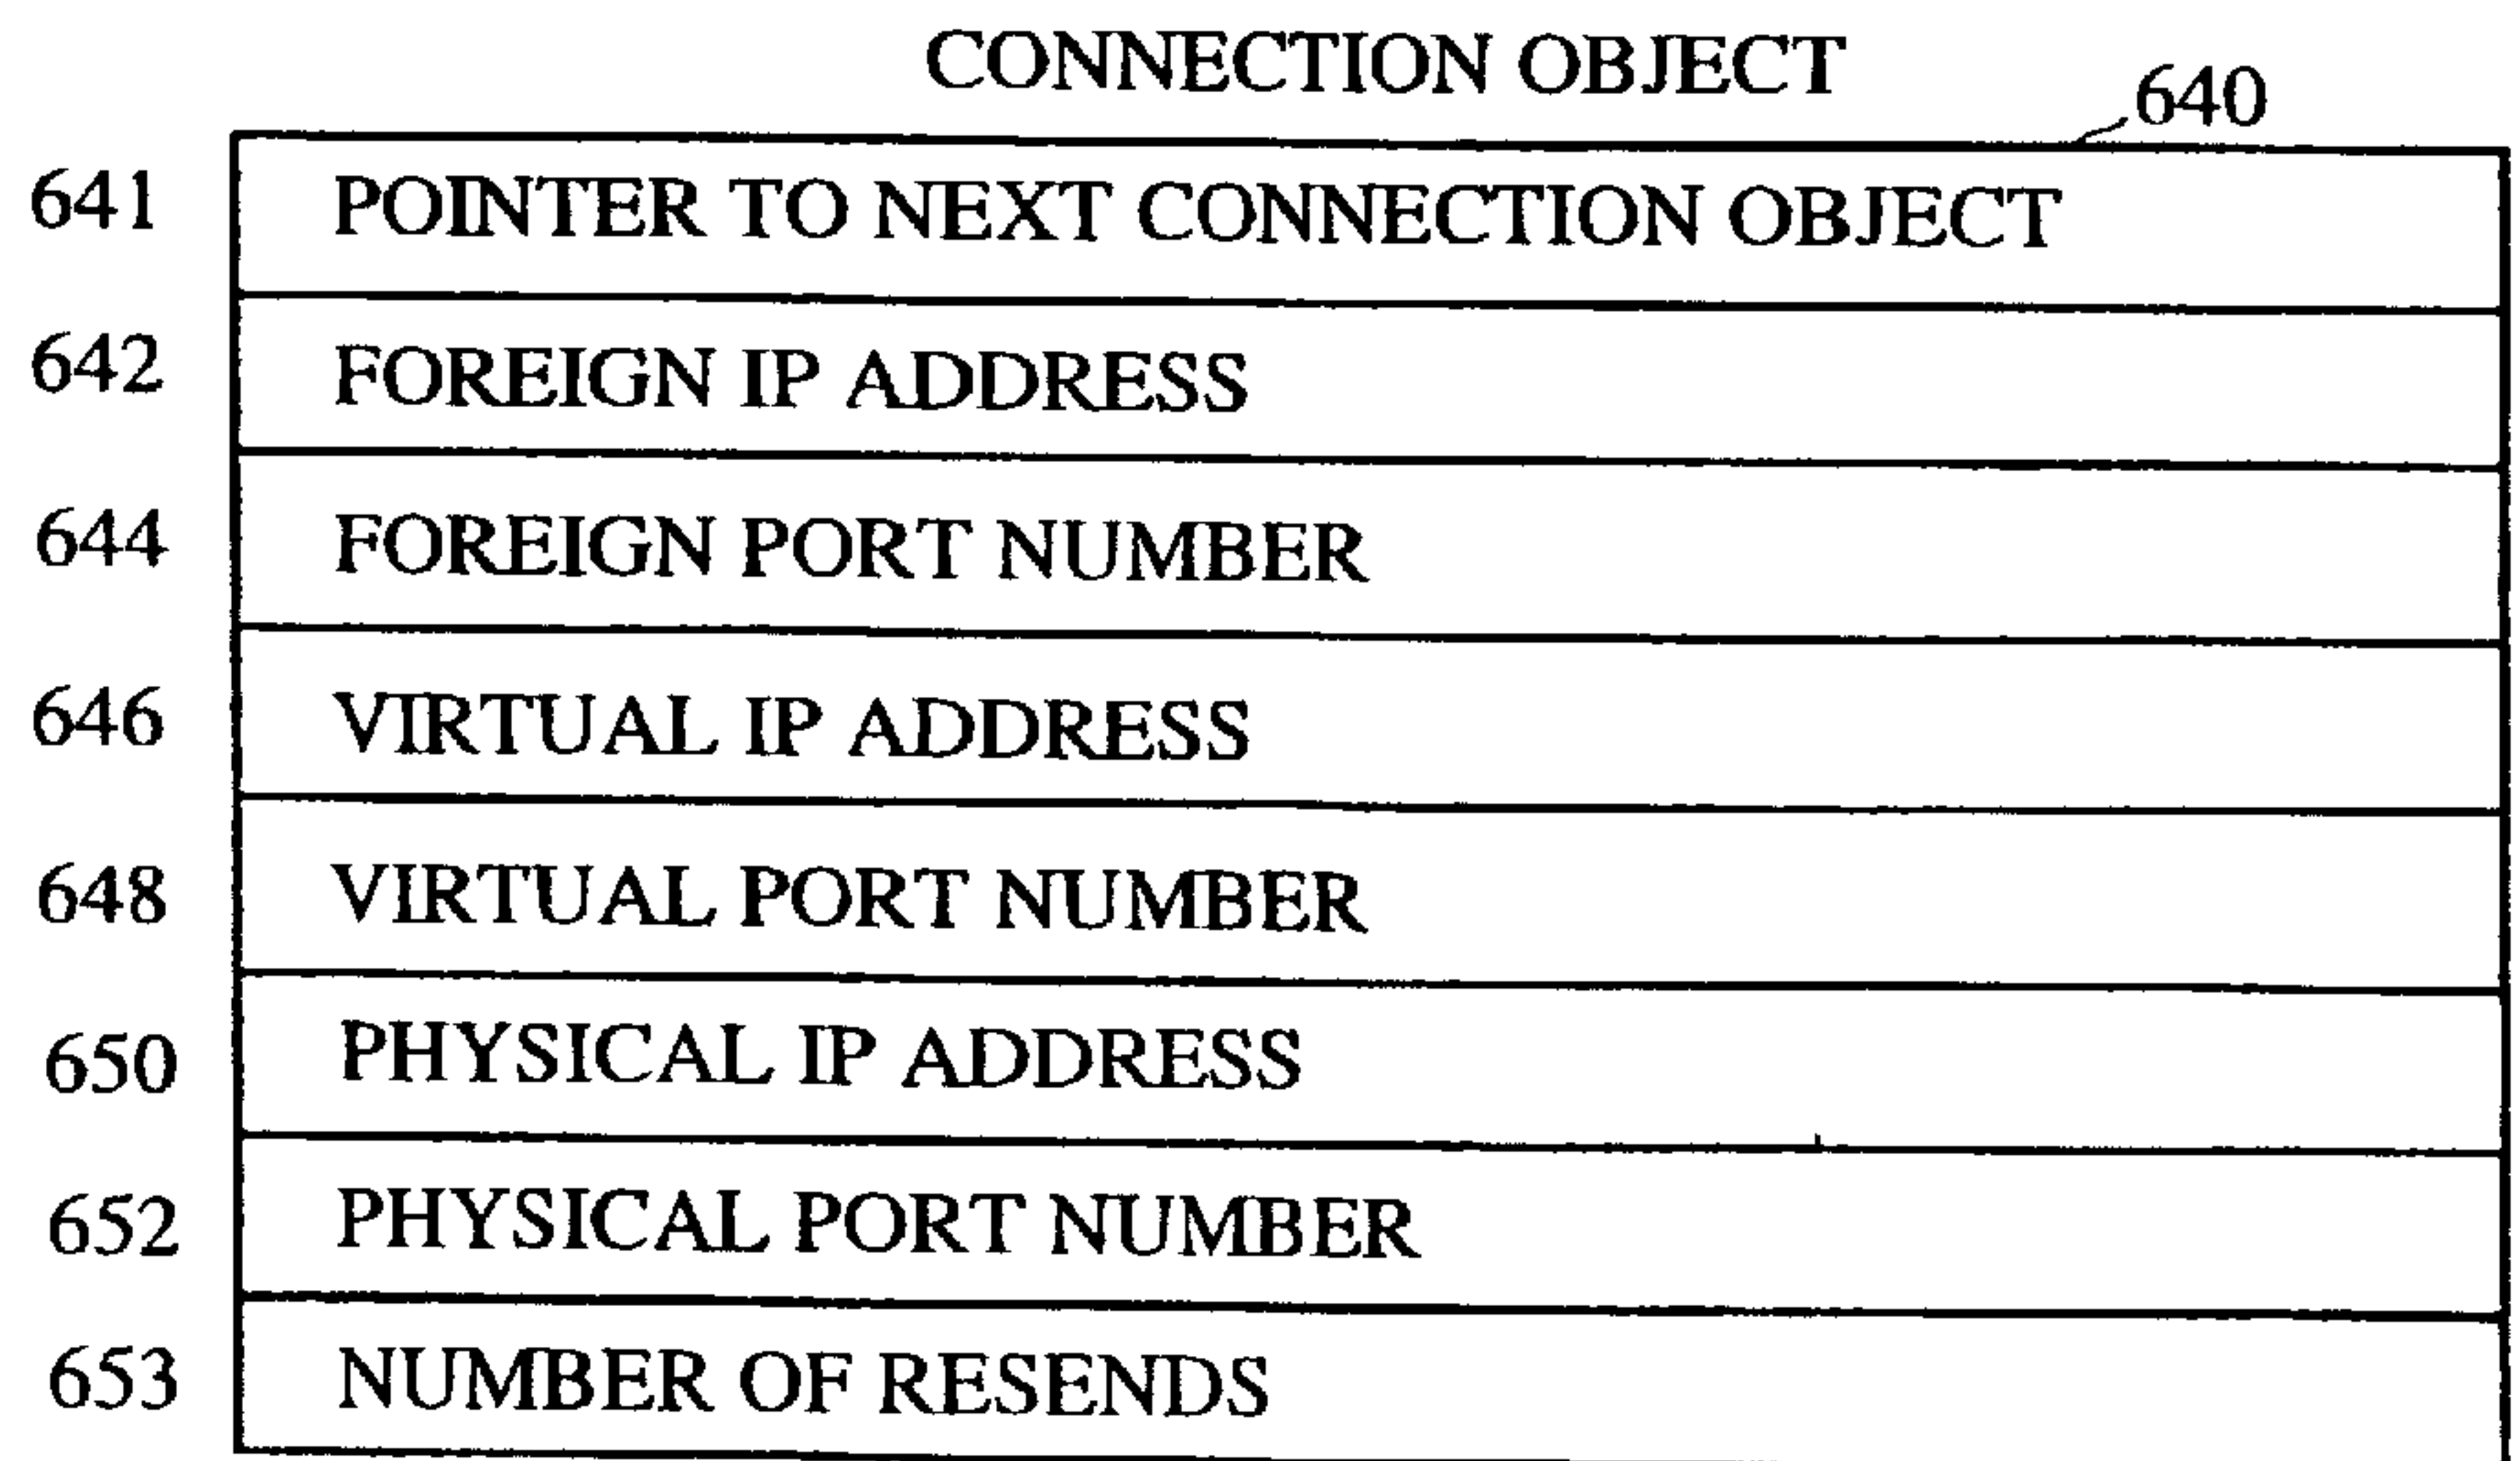 CONNECTION OBJECT
640
641 POINTER TO NEXT CONNECTION OBJECT
642 FOREIGN IP ADDRESS
644 FOREIGN PORT NUMBER
646 VIRTUAL IP ADDRESS
648 VIRTUAL PORT NUMBER
650 PHYSICAL IP ADDRESS
652 PHYSICAL PORT NUMBER
653 NUMBER OF RESENDS